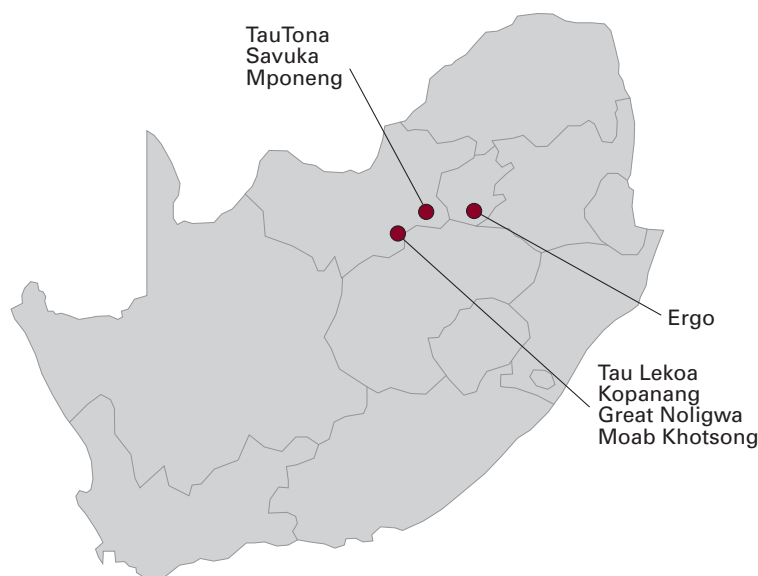 TauTona
Savuka
Mponeng
Ergo
Tau Lekoa
Kopanang
Great Noligwa
Moab Khotsong